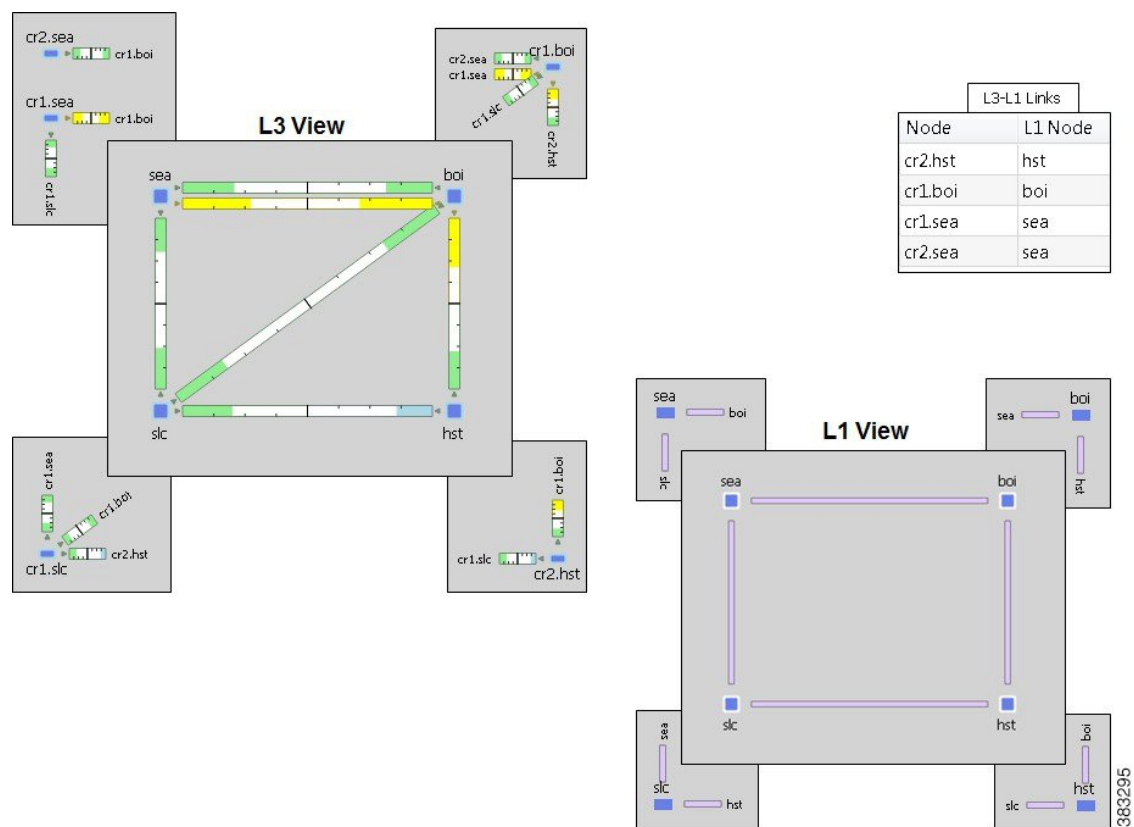 cr2.sea
cr1.boi
cr1.sea
cr1.boi
cr1.slc
L3 View
cr1.boi
cr2.sea
cr1.sea
cr1.slc
cr2.hst
sea
boi
slc
hst
cr1.sea
cr1.boi
cr2.hst
cr1.slc
cr1.boi
cr1.slc
cr2.hst
L3-L1 Links
Node L1 Node
cr2.hst hst
cr1.boi boi
cr1.sea sea
cr2.sea sea
sea
boi
slc
L1 View
boi
sea
hst
sea
boi
slc
hst
sea
slc
hst
boi
hst
slc
383295